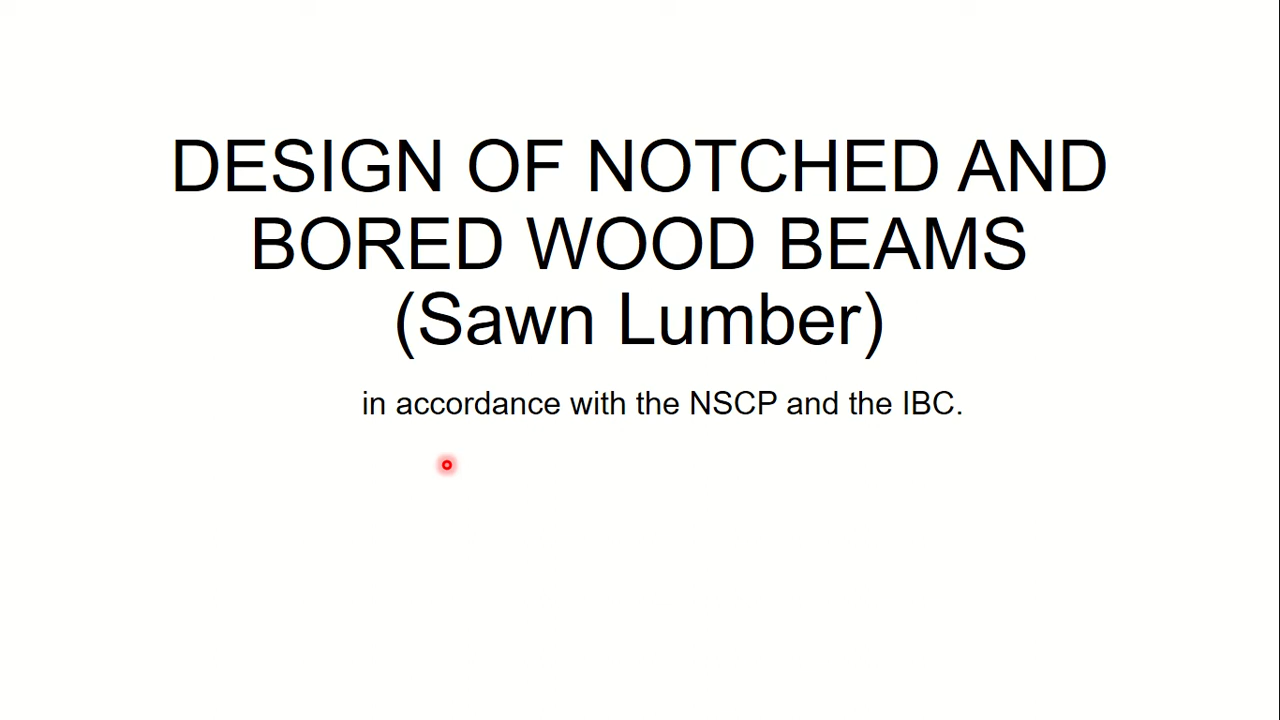 DESIGN OF NOTCHED AND
BORED WOOD BEAMS
(Sawn Lumber)
in accordance with the NSCP and the IBC.